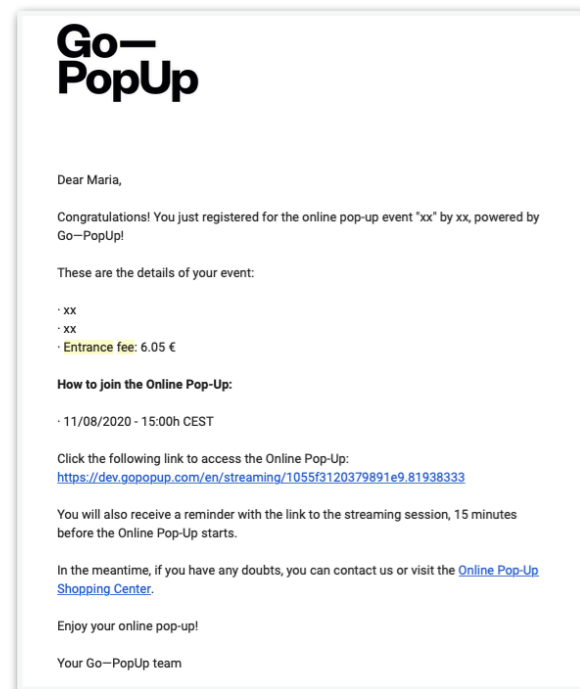 Go—
PopUp
Dear Maria,
Congratulations! You just registered for the online pop-up event "xx" by xx, powered by
Go—PopUp!
These are the details of your event:
· xx
· xx
· Entrance fee: 6.05 €
How to join the Online Pop-Up:
· 11/08/2020 - 15:00h CEST
Click the following link to access the Online Pop-Up:
https://dev.gopopup.com/en/streaming/1055f3120379891e9.81938333
You will also receive a reminder with the link to the streaming session, 15 minutes
before the Online Pop-Up starts.
In the meantime, if you have any doubts, you can contact us or visit the Online Pop-Up
Shopping Center.
Enjoy your online pop-up!
Your Go—PopUp team